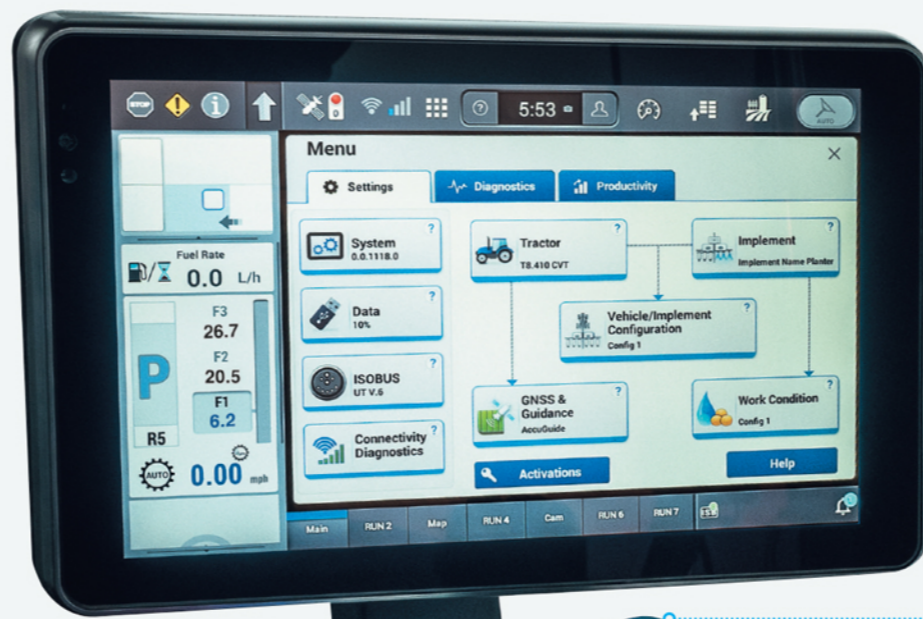 STOP
5:53
AUTO
Menu
Settings
Diagnostics
Productivity
System
0.0.1118.0
?
Data
10%
?
ISOBUS
UT V.6
?
Connectivity
Diagnostics
?
Tractor
T8.410 CVT
?
Implement
Implement Name Planter
?
Vehicle/Implement
Configuration
Config 1
?
GNSS &
Guidance
AccuGuide
?
Work Condition
Config 1
?
Activations
Help
Fuel Rate
0.0 L/h
F3
26.7
F2
20.5
F1
6.2
P
R5
AUTO
0.00 mph
Main
RUN 2
Map
RUN 4
Cam
RUN 6
RUN 7